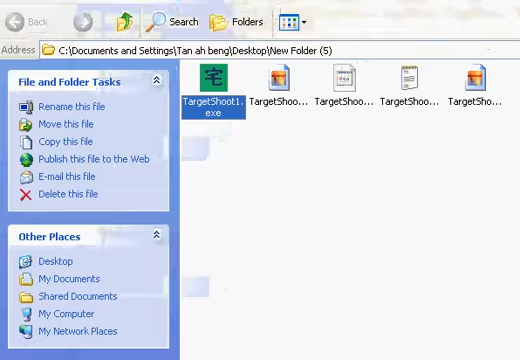 Back
Search
Folders
Address
C:\Documents and Settings\Tan ah beng\Desktop\New Folder (5)
File and Folder Tasks
Rename this file
Move this file
Copy this file
Publish this file to the Web
E-mail this file
Delete this file
Other Places
Desktop
My Documents
Shared Documents
My Computer
My Network Places
宅
TargetShoot1.
exe
TargetShoo...
TargetShoo...
TargetShoo...
TargetShoo...